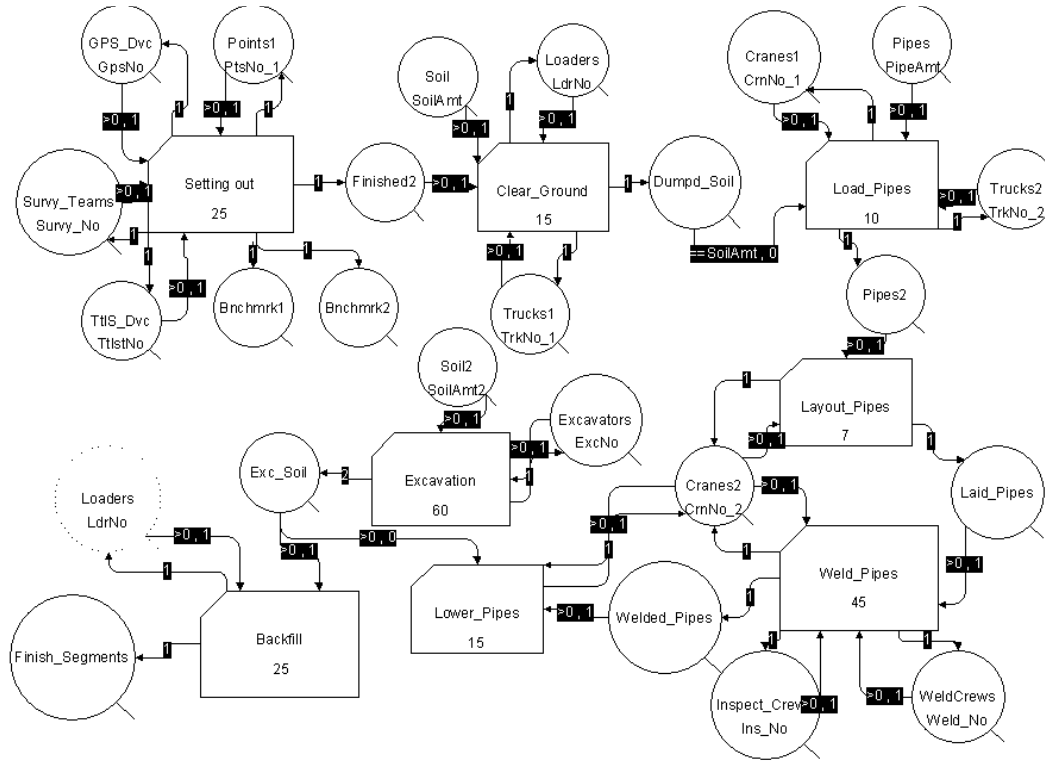 GPS_Dvc
GpsNo
Points1
PtsNo_1
1
1
>0, 1
>0, 1
Setting out
25
Survy_Teams
Survy_No
>0, 1
1
1
TtlS_Dvc
TtlstNo
>0, 1
1
Bnchmrk1
1
Bnchmrk2
1
Finished2
>0, 1
Soil
SoilAmt
>0, 1
Loaders
LdrNo
1
>0, 1
Clear_Ground
15
1
Dumpd_Soil
>0, 1
1
Trucks1
TrkNo_1
==SoilAmt, 0
Cranes1
CrnNo_1
Pipes
PipeAmt
>0, 1
1
>0, 1
Load_Pipes
10
>0, 1
1
Trucks2
TrkNo_2
1
Pipes2
>0, 1
Layout_Pipes
7
1
>0, 1
1
Laid_Pipes
>0, 1
Soil2
SoilAmt2
>0, 1
Excavators
ExcNo
>0, 1
1
Excavation
60
2
Exc_Soil
>0, 1
>0, 0
Cranes2
CrnNo_2
>0, 1
1
>0, 1
1
Weld_Pipes
45
1
1
>0, 1
>0, 1
1
Inspect_Crew
Ins_No
WeldCrews
Weld_No
Welded_Pipes
>0, 1
Lower_Pipes
15
Loaders
LdrNo
>0, 1
1
Backfill
25
1
Finish_Segments